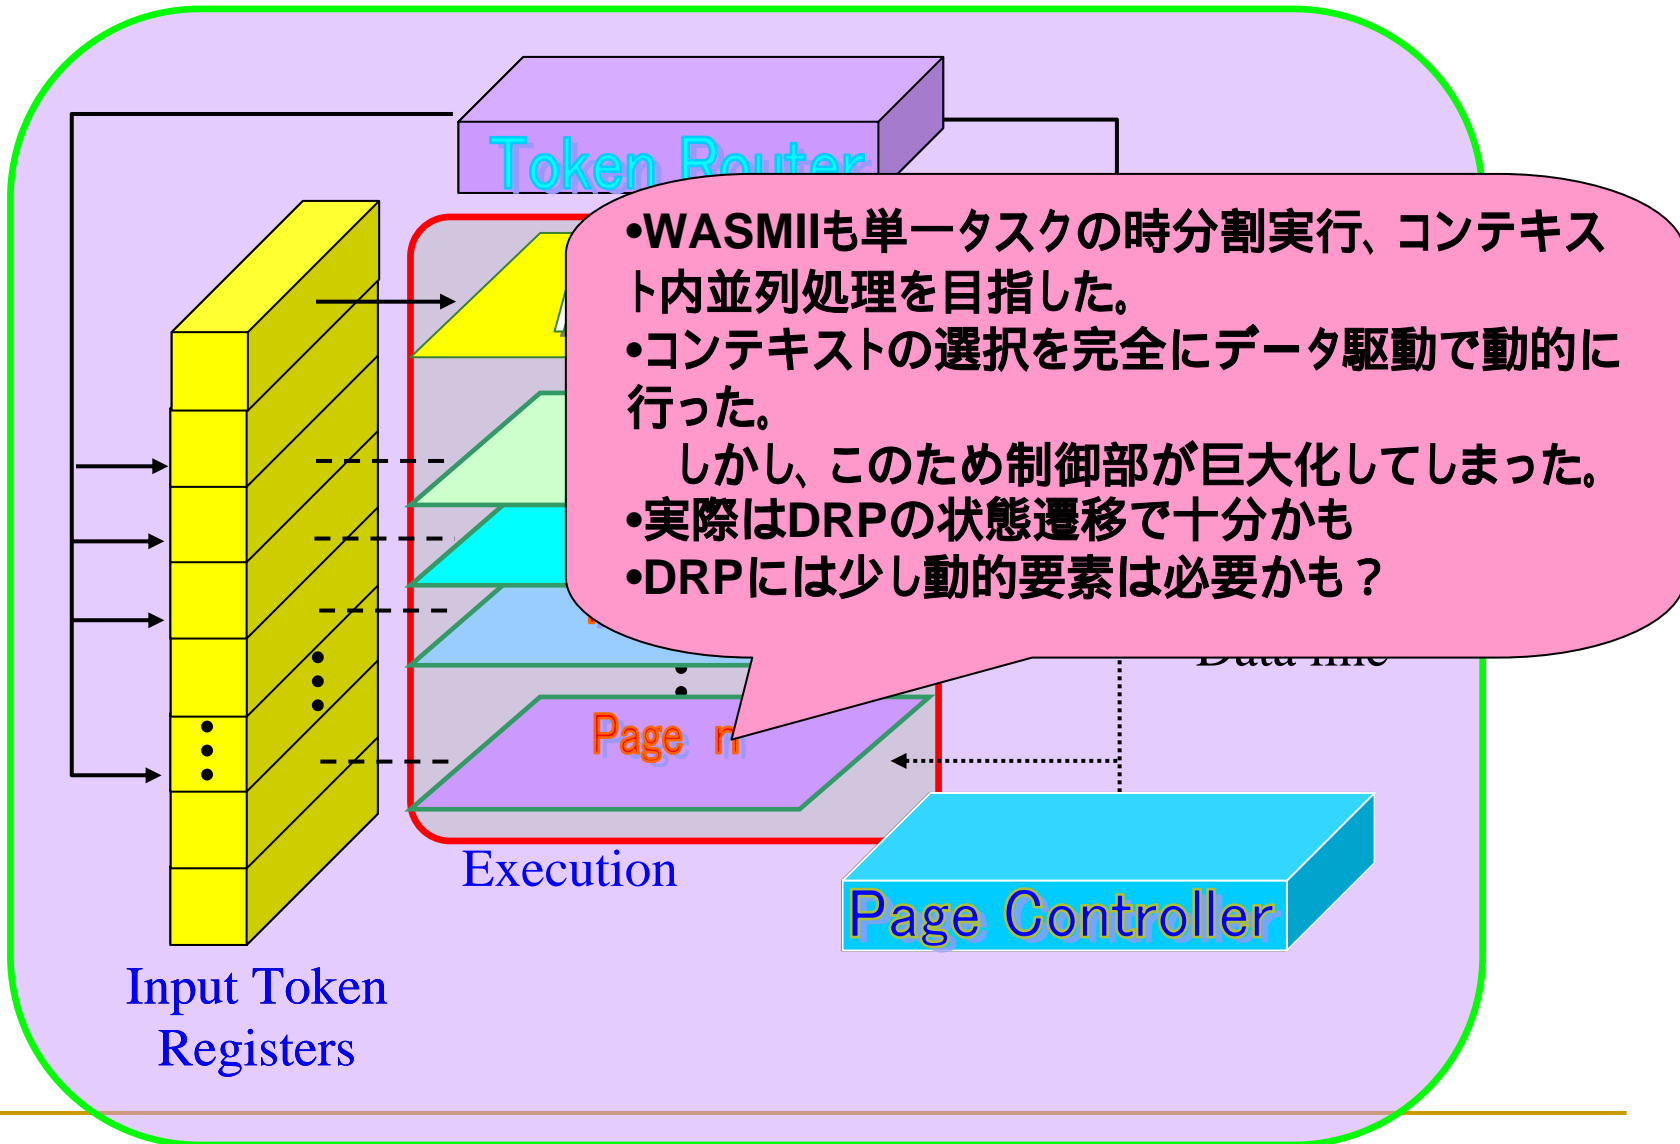 Token Router
•WASMIIも単一タスクの時分割実行、コンテキス
ト内並列処理を目指した。
•コンテキストの選択を完全にデータ駆動で動的に
行った。
しかし、このため制御部が巨大化してしまった。
•実際はDRPの状態遷移で十分かも
•DRPには少し動的要素は必要かも？
Data line
Page n
Execution
Page Controller
Input Token
Registers